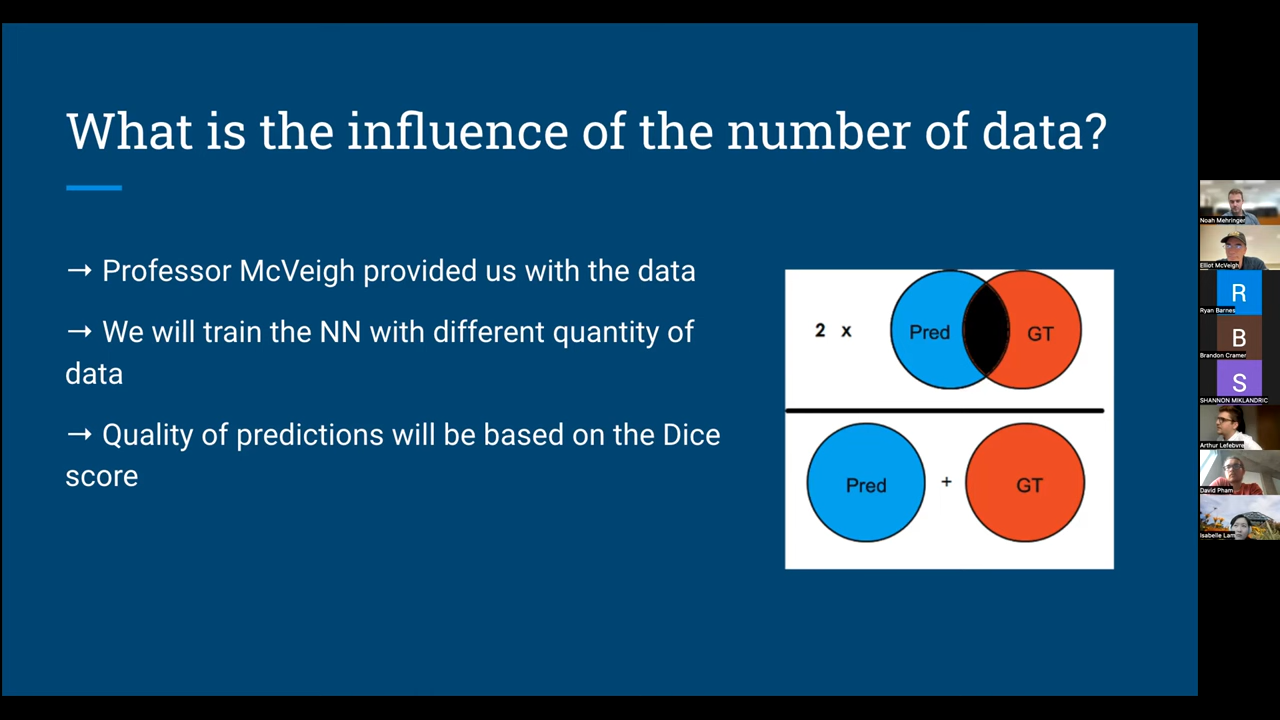 What is the influence of the number of data?
→ Professor McVeigh provided us with the data
→ We will train the NN with different quantity of
data
→ Quality of predictions will be based on the Dice
score
2 x
Pred
GT
Pred
+
GT
Noah Mehringer
Elliot McVeigh
R
Ryan Barnes
B
Brandon Cramer
S
SHANNON MIKLANDRIC
Arthur Lefebvre
David Pham
Isabelle Lam